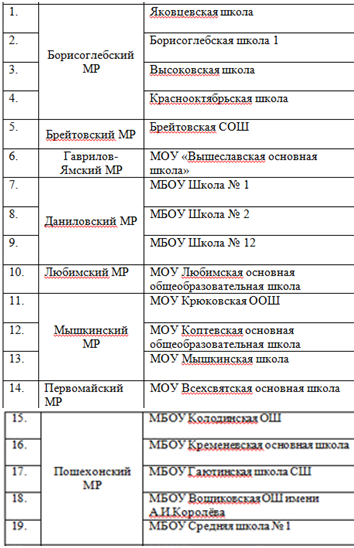 1. Яковцевская школа
2. Борисоглебский МР Борисоглебская школа 1
3. Высоковская школа
4. Краснооктябрьская школа
5. Брейтовский МР Брейтовская СОШ
6. Гаврилов-
Ямский МР МОУ «Вышеславская основная
школа»
7. МБОУ Школа № 1
8. Даниловский МР МБОУ Школа № 2
9. МБОУ Школа № 12
10. Любимский МР МОУ Любимская основная
общеобразовательная школа
11. МОУ Крюковская ООШ
12. Мышкинский
МР МОУ Коптевская основная
общеобразовательная школа
13. МОУ Мышкинская школа
14. Первомайский
МР МОУ Всехсвятская основная школа
15. МБОУ Колодинская ОШ
16. МБОУ Кременевская основная школа
17. Пошехонский
МР МБОУ Гаютинская школа СШ
18. МБОУ Вощиковская ОШ имени
А.И.Королёва
19. МБОУ Средняя школа №1